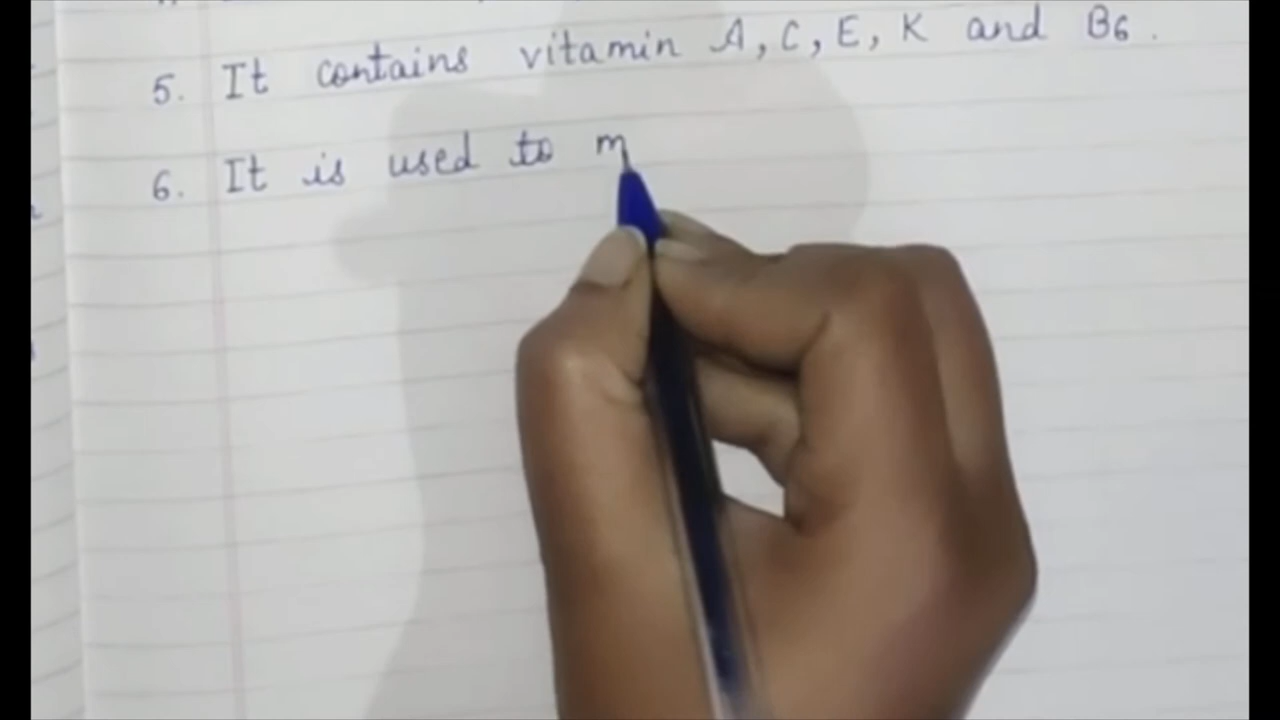 5. It contains vitamin A, C, E, K and B6.
6. It is used to m